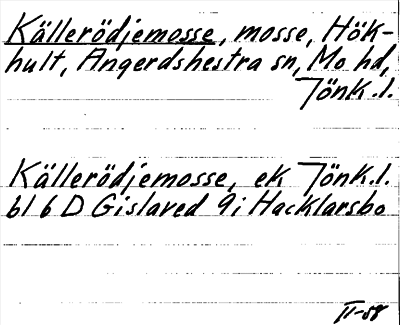 Källerödjemosse, mosse, Hök-
hult, Angerdshestra sn, Mo hd,
Jönk.l.
Källerödjemosse, ek Jönk.l.
bl 6 D Gislaved 9i Hacklarsbo
II-58